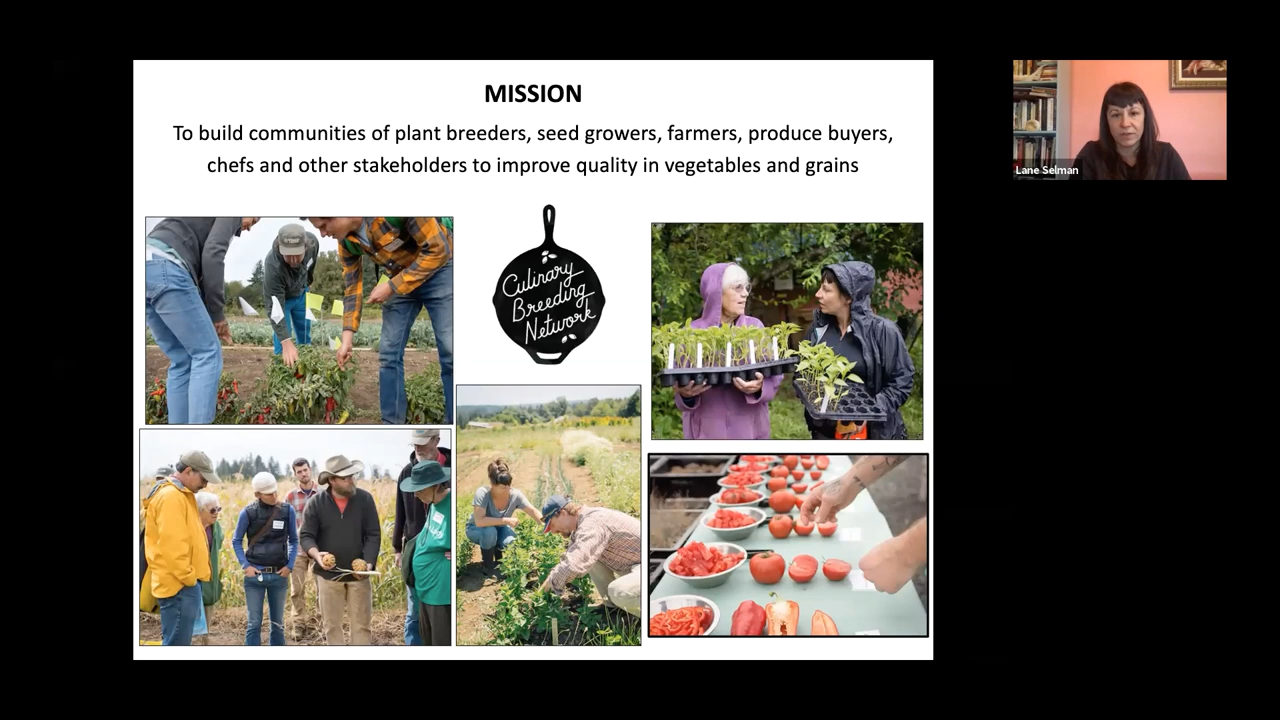 MISSION
To build communities of plant breeders, seed growers, farmers, produce buyers,
chefs and other stakeholders to improve quality in vegetables and grains
Culinary
Breeding
Network
Lane Selman